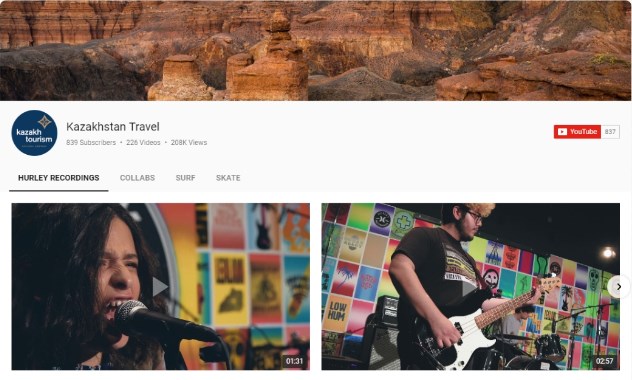 kazakh
tourism
Kazakhstan Travel
839 Subscribers • 226 Videos • 208K Views
YouTube 837
HURLEY RECORDINGS COLLABS SURF SKATE
LOW
HUM
01:31
02:57